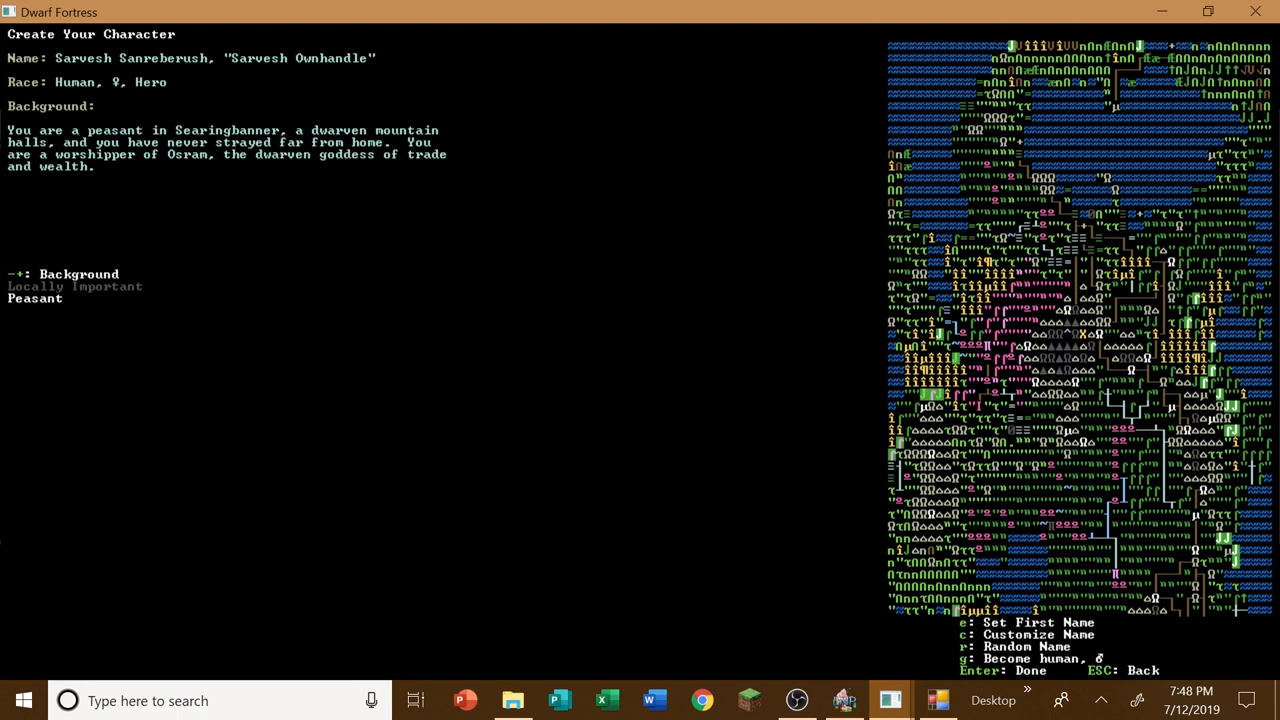 Dwarf Fortress
Create Your Character
Name: Sarvesh Sanreberush, "Sarvesh Ownhandle"
Race: Human, ♀, Hero
Background:
You are a peasant in Searingbanner, a dwarven mountain
halls, and you have never strayed far from home.  You
are a worshipper of Osram, the dwarven goddess of trade
and wealth.
-+: Background
Locally Important
Peasant
e: Set First Name
c: Customize Name
r: Random Name
g: Become human, ♂
Enter: Done     ESC: Back
Type here to search
Desktop
7:48 PM
7/12/2019